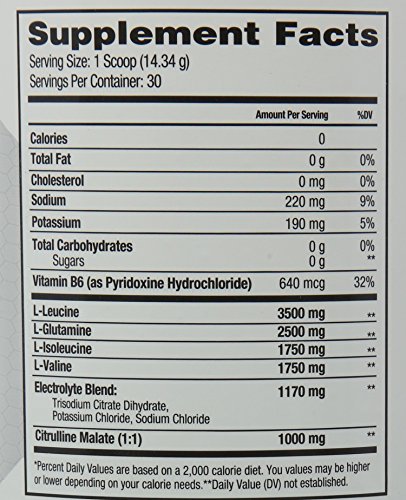 Supplement Facts
Serving Size: 1 Scoop (14.34 g)
Servings Per Container: 30
Amount Per Serving %DV
Calories 0
Total Fat 0 g 0%
Cholesterol 0 mg 0%
Sodium 220 mg 9%
Potassium 190 mg 5%
Total Carbohydrates 0 g 0%
Sugars 0 g **
Vitamin B6 (as Pyridoxine Hydrochloride) 640 mcg 32%
L-Leucine 3500 mg **
L-Glutamine 2500 mg **
L-Isoleucine 1750 mg **
L-Valine 1750 mg **
Electrolyte Blend: 1170 mg **
Trisodium Citrate Dihydrate,
Potassium Chloride, Sodium Chloride
Citrulline Malate (1:1) 1000 mg **
*Percent Daily Values are based on a 2,000 calorie diet. You values may be higher
or lower depending on your calorie needs.**Daily Value (DV) not established.